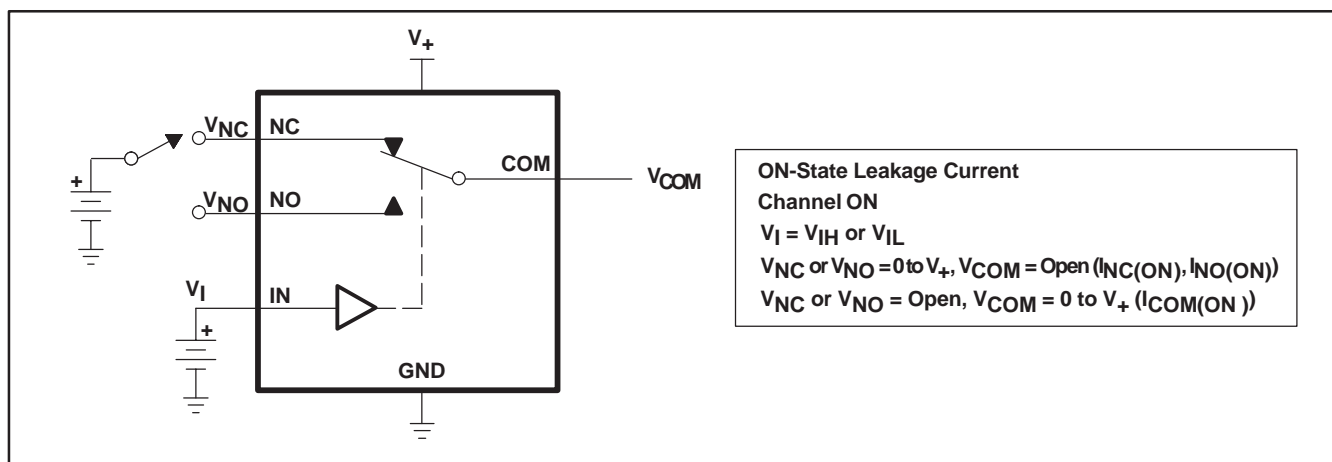 V+
VNC NC
COM
VCOM
+
VNO NO
VI IN
+
GND
ON-State Leakage Current
Channel ON
VI = VIH or VIL
VNC or VNO = 0 to V+, VCOM = Open (INC(ON), INO(ON))
VNC or VNO = Open, VCOM = 0 to V+ (ICOM(ON ))